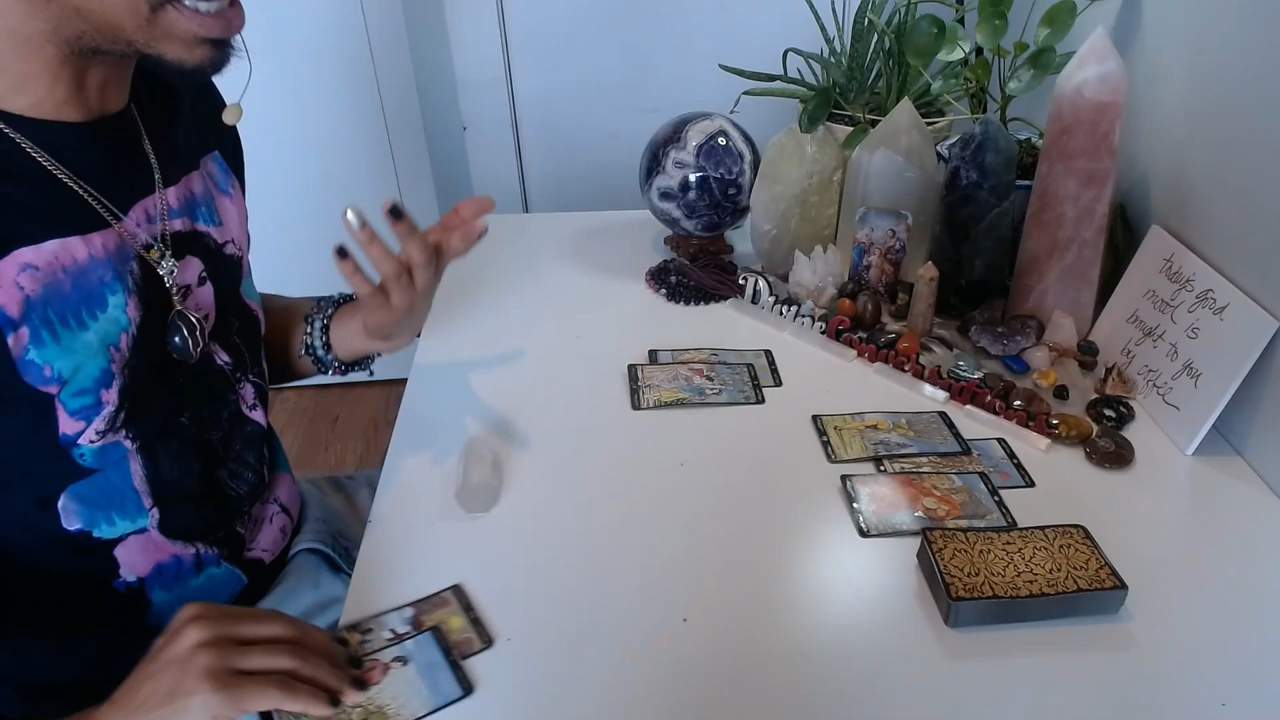 Divine
today's good
mood is
brought to you
by coffee